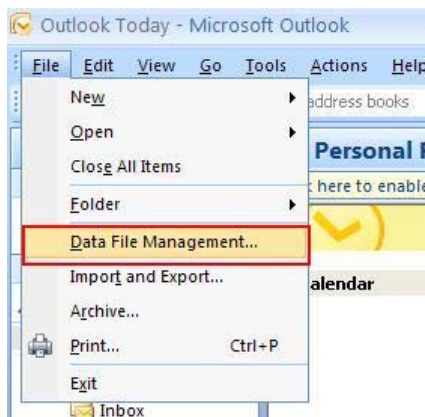 Outlook Today - Microsoft Outlook
File Edit View Go Tools Actions Help
New
address books
Open
Personal F
Close All Items
here to enable
Folder
Data File Management...
Import and Export...
alendar
Archive...
Print... Ctrl+P
Exit
Inbox